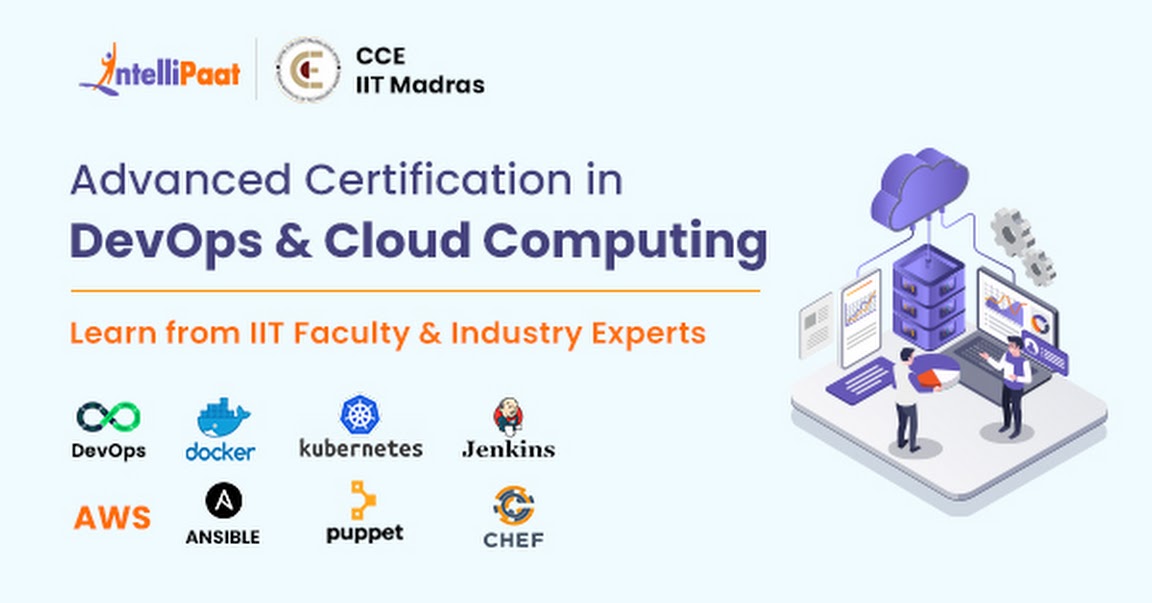 intelliPaat
CCE
IIT Madras
Advanced Certification in
DevOps & Cloud Computing
Learn from IIT Faculty & Industry Experts
DevOps
docker
kubernetes
Jenkins
AWS
ANSIBLE
puppet
CHEF